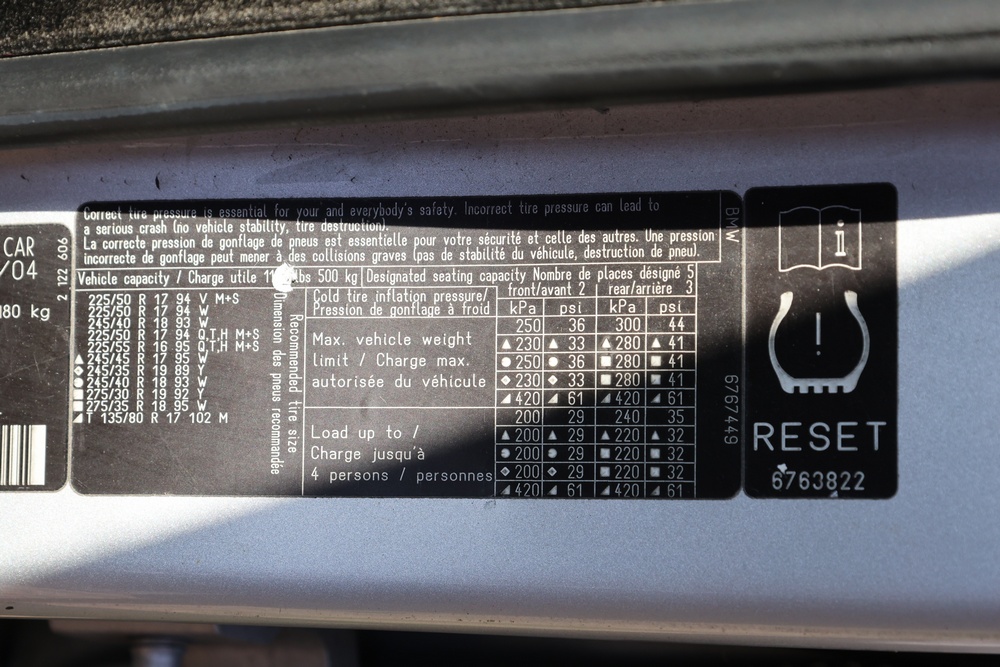 CAR
/04
180 kg
2 122 606
Correct tire pressure is essential for your and everybody's safety. Incorrect tire pressure can lead to
a serious crash (no vehicle stability, tire destruction).
La correcte pression de gonflage de pneus est essentielle pour votre sécurité et celle des autres. Une pression
incorrecte de gonflage peut mener à des collisions graves (pas de stabilité du véhicule, destruction de pneu).
Vehicle capacity / Charge utile lbs 500 kg Designated seating capacity Nombre de places désigné 5
front/avant 2 rear/arrière 3
225/50 R 17 94 V M+S
225/50 R 17 94 W
245/40 R 18 93 W
225/50 R 17 94 Q,T,H M+S
225/55 R 16 95 Q,T,H M+S
▲ 245/45 R 17 95 W
245/35 R 19 89 Y
245/40 R 18 93 W
275/30 R 19 92 Y
275/35 R 18 95 W
◢ T 135/80 R 17 102 M
Recommended tire size
Dimension des pneus recommandée
Cold tire inflation pressure/
Pression de gonflage à froid
kPa psi kPa psi
Max. vehicle weight
limit / Charge max.
autorisée du véhicule
250 36 300 44
▲ 230 ▲ 33 ▲ 280 ▲ 41
● 250 ● 36 ■ 280 ■ 41
◈ 230 ◈ 33 ■ 280 41
◢ 420 ◢ 61 ◢ 420 ◢ 61
Load up to /
Charge jusqu'à
4 persons / personnes
200 29 240 35
▲ 200 ▲ 29 ▲ 220 ▲ 32
● 200 ● 29 ■ 220 ■ 32
● 200 ◈ 29 ■ 220 ■ 32
◢ 420 ◢ 61 ◢ 420 ◢ 61
BMW
6767449
i
!
RESET
6763822